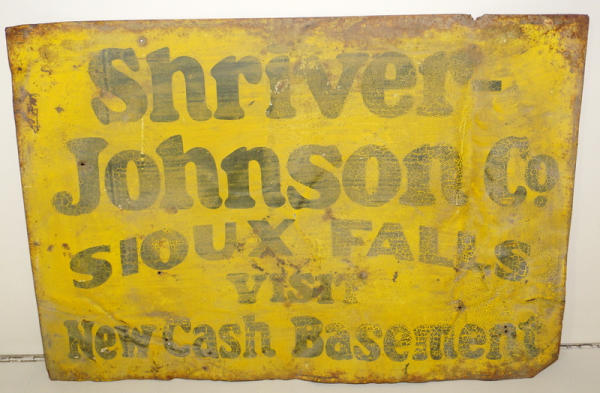 Shriver-
Johnson Co
SIOUX FALLS
VISIT
New Cash Basement